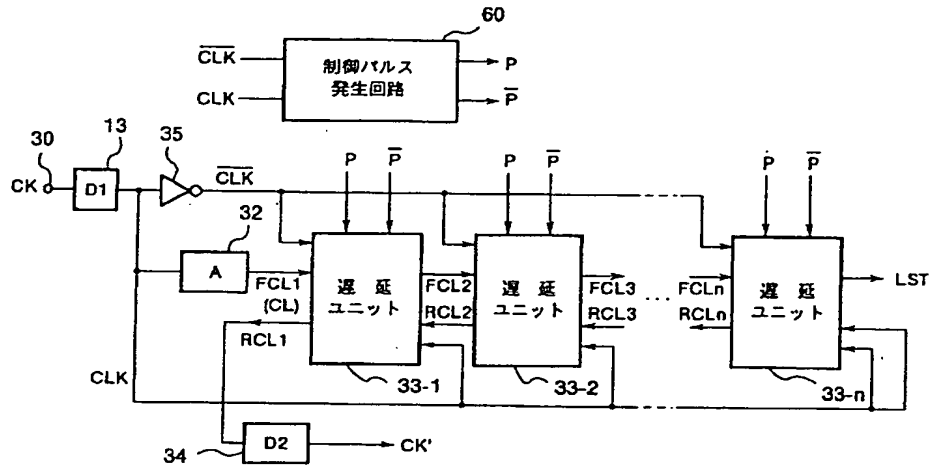 60
C̅L̅K̅
制御パルス
発生回路
P
CLK
P̅
30
13
35
CK
D1
C̅L̅K̅
P
P̅
P
P̅
P
P̅
32
A
FCL1
(CL)
RCL1
遅 延
ユニット
FCL2
RCL2
遅 延
ユニット
FCL3
RCL3
...
FCLn
RCLn
遅 延
ユニット
LST
CLK
33-1
33-2
33-n
34
D2
CK'